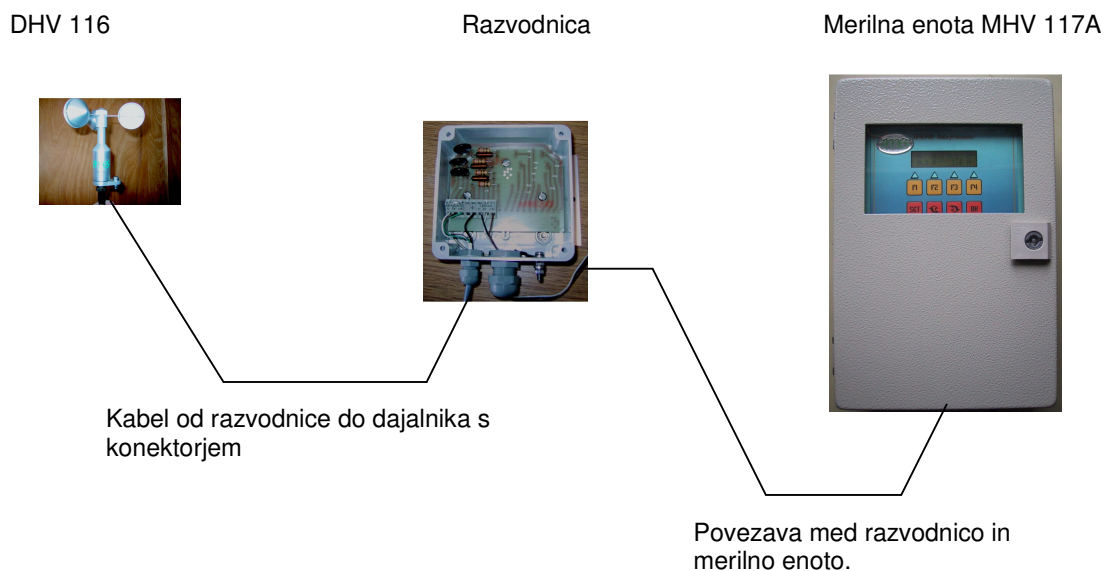 DHV 116
Razvodnica
Merilna enota MHV 117A
F1 F2 F3 F4
SET
Kabel od razvodnice do dajalnika s
konektorjem
Povezava med razvodnico in
merilno enoto.